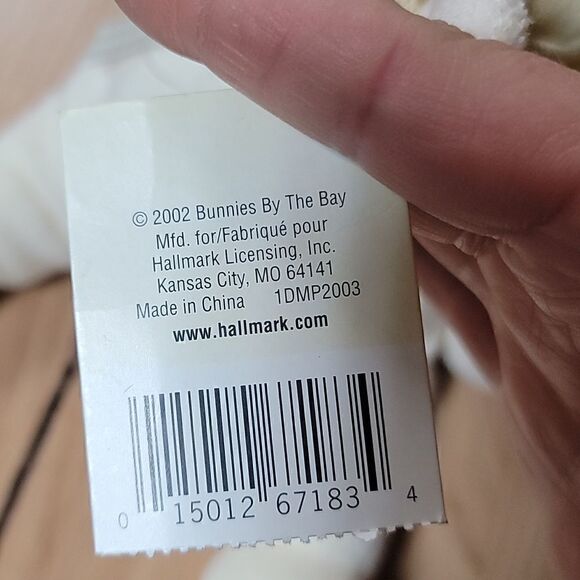 © 2002 Bunnies By The Bay
Mfd. for/Fabriqué pour
Hallmark Licensing, Inc.
Kansas City, MO 64141
Made in China 1DMP2003
www.hallmark.com
0 15012 67183 4